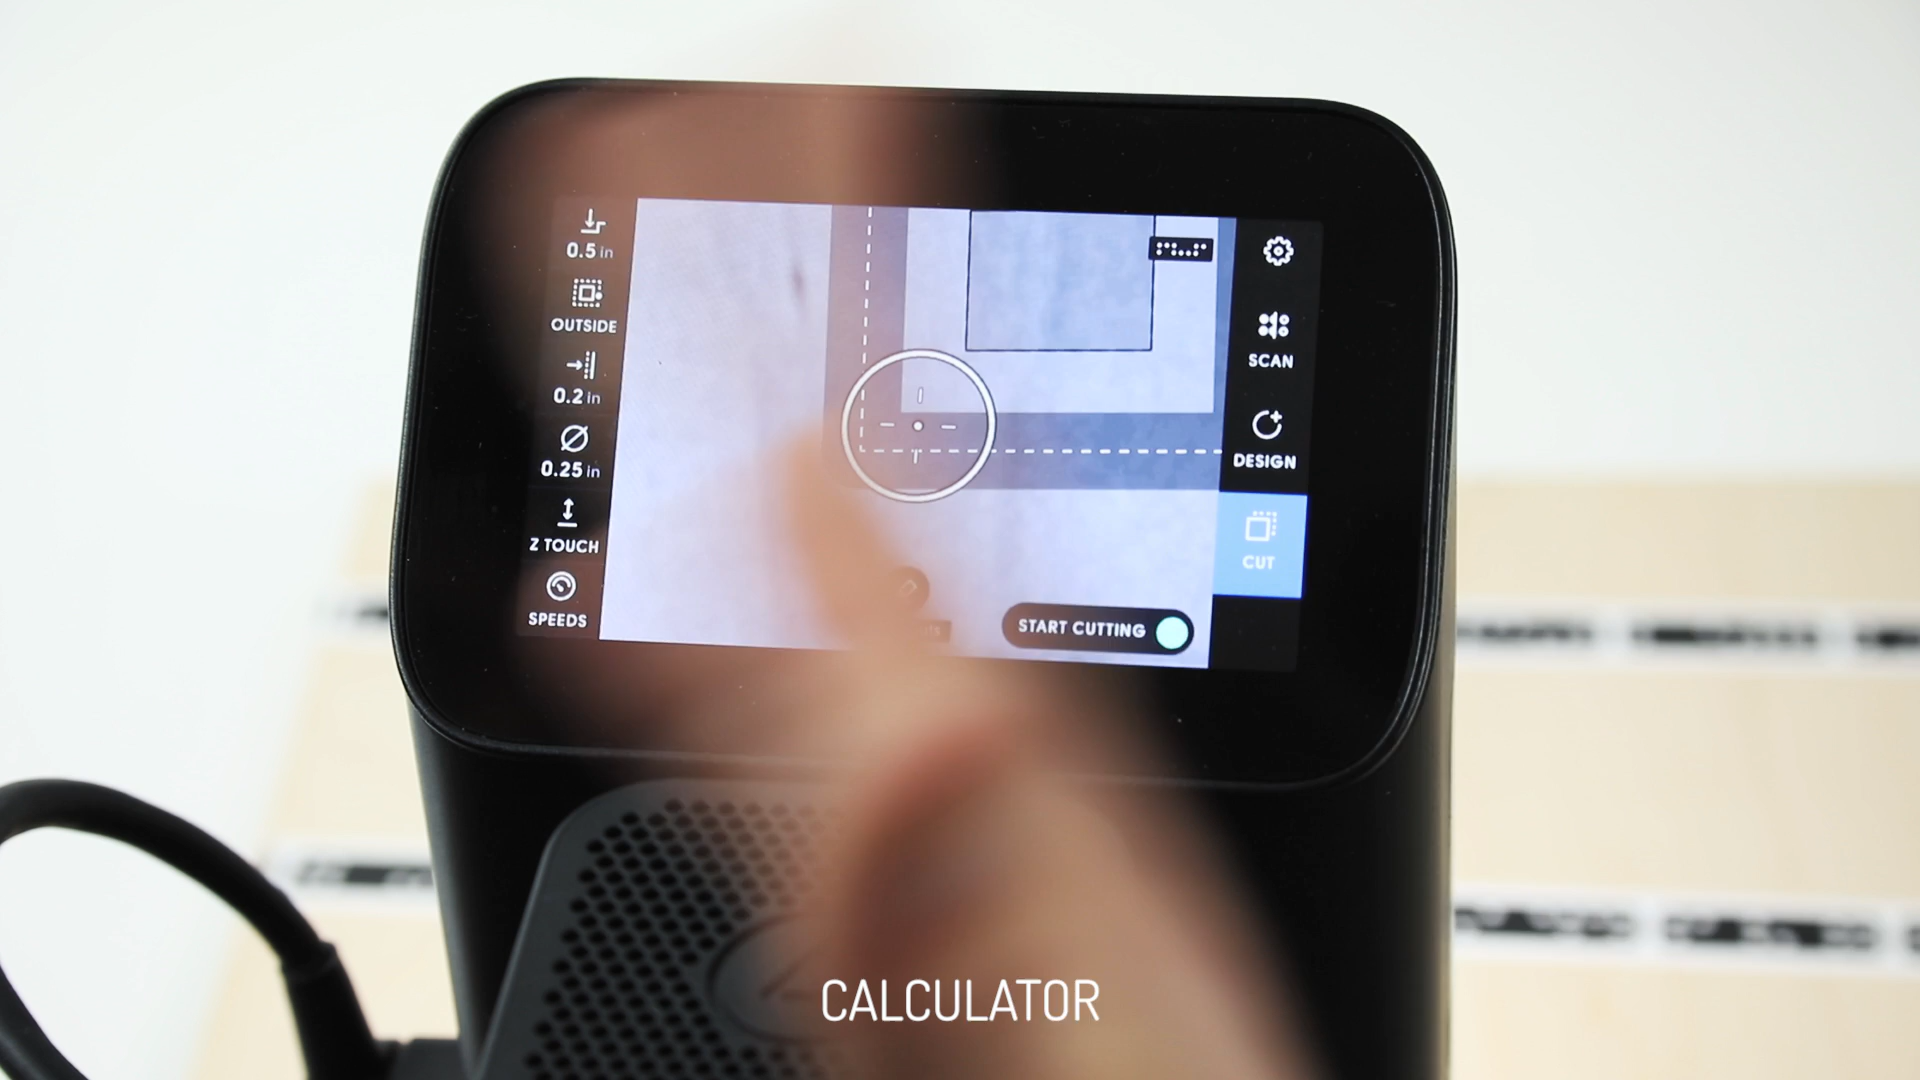 0.5 in
OUTSIDE
0.2 in
0.25 in
Z TOUCH
SPEEDS
SCAN
DESIGN
CUT
START CUTTING
CALCULATOR